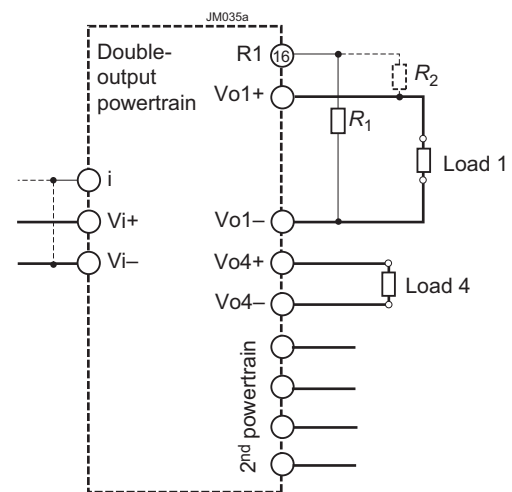 JM035a
Double-
output
powertrain
R1 16
R2
Vo1+
R1
Load 1
i
Vi+
Vo1–
Vi–
Vo4+
Load 4
Vo4–
2nd powertrain